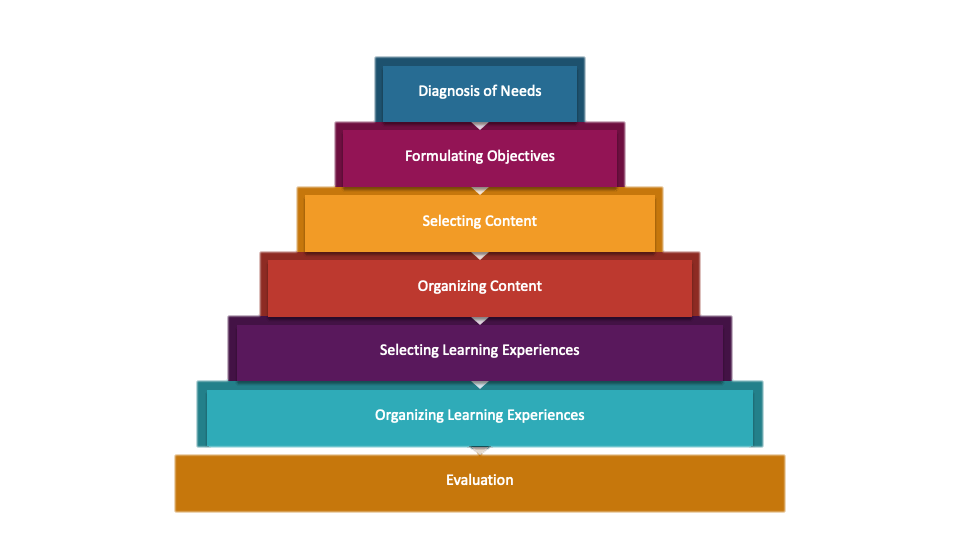 Diagnosis of Needs
Formulating Objectives
Selecting Content
Organizing Content
Selecting Learning Experiences
Organizing Learning Experiences
Evaluation